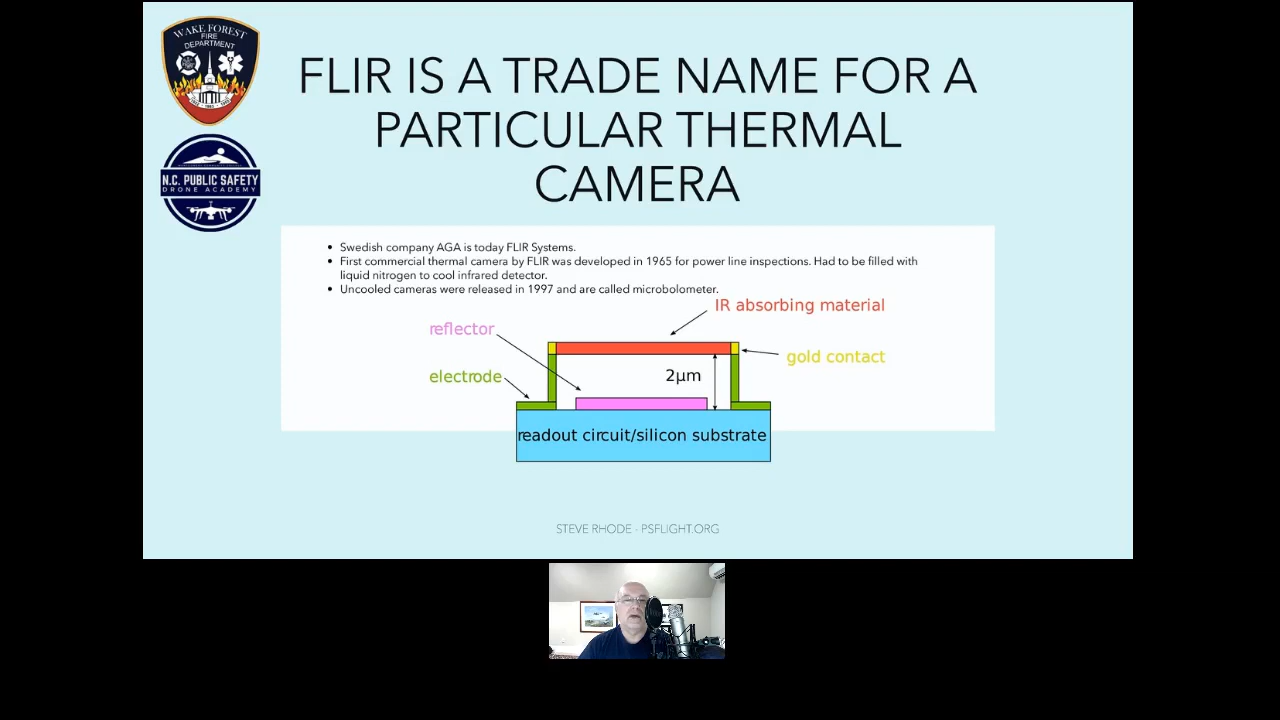 WAKE FOREST
FIRE
DEPARTMENT
N.C. PUBLIC SAFETY
DRONE ACADEMY
FLIR IS A TRADE NAME FOR A
PARTICULAR THERMAL
CAMERA
• Swedish company AGA is today FLIR Systems.
• First commercial thermal camera by FLIR was developed in 1965 for power line inspections. Had to be filled with
liquid nitrogen to cool infrared detector.
• Uncooled cameras were released in 1997 and are called microbolometer.
IR absorbing material
reflector
gold contact
electrode
2μm
readout circuit/silicon substrate
STEVE RHODE - PSFLIGHT.ORG